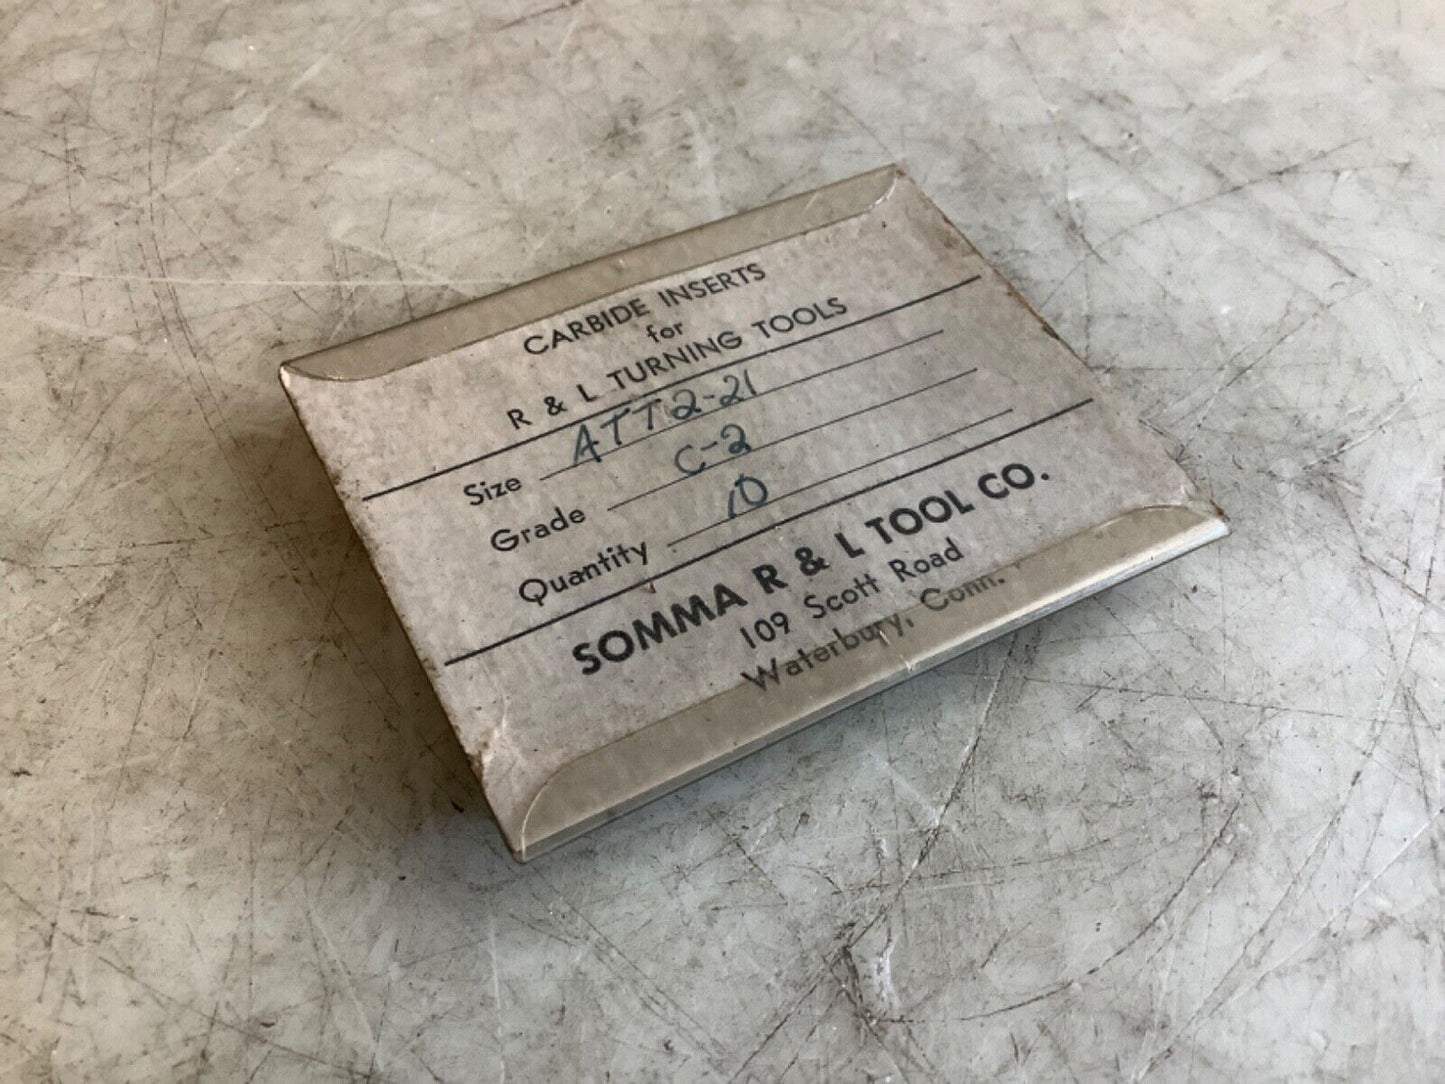 CARBIDE INSERTS
for
R & L TURNING TOOLS
Size ATT2-21
Grade C-2
Quantity 10
SOMMA R & L TOOL CO.
109 Scott Road
Waterbury, Conn.